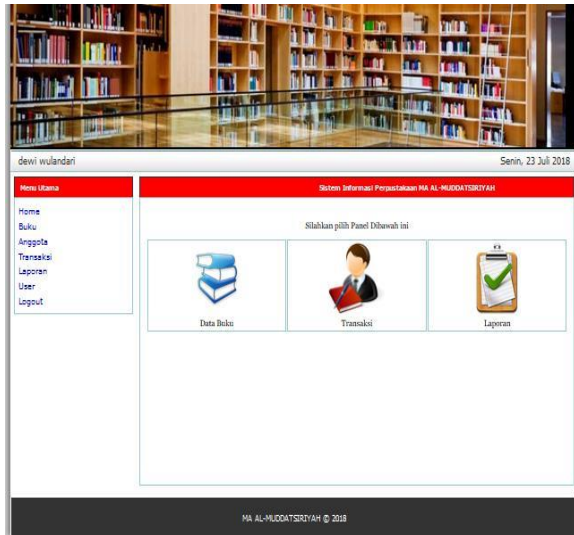 dewi wulandari
Senin, 23 Juli 2018
Menu Utama
Home
Buku
Anggota
Transaksi
Laporan
User
Logout
Sistem Informasi Perpustakaan MA AL-MUDDATSIRIYAH
Silahkan pilih Panel Dibawah ini
Data Buku
Transaksi
Laporan
MA AL-MUDDATSIRIYAH © 2018